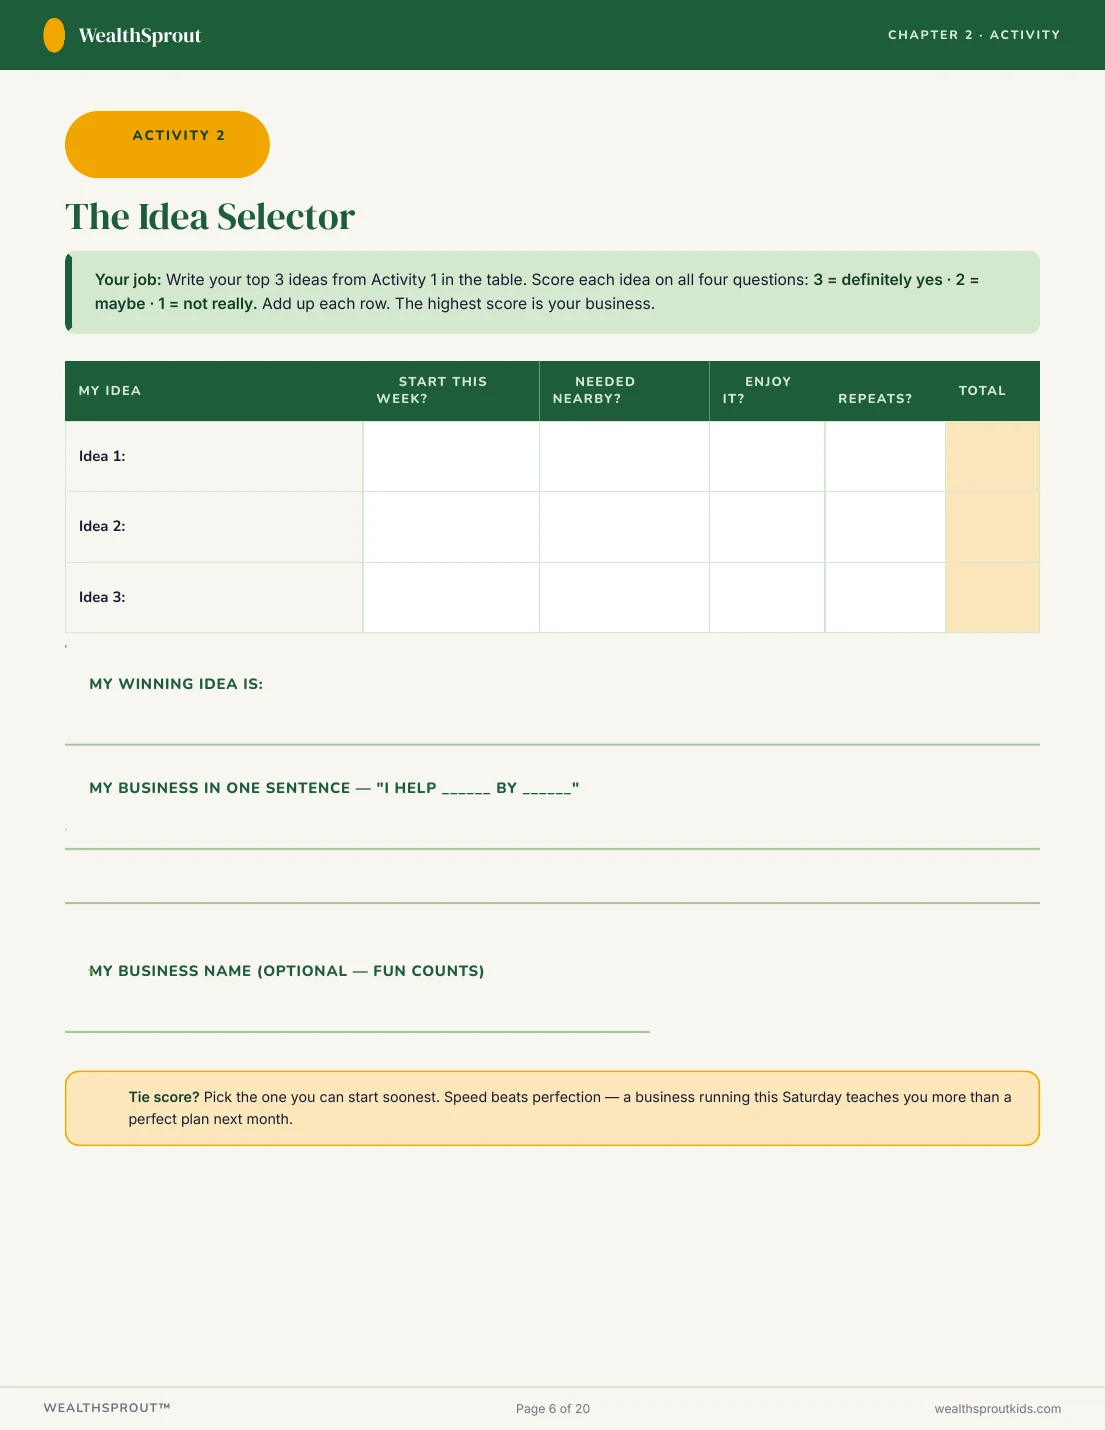 WealthSprout
CHAPTER 2 · ACTIVITY
ACTIVITY 2
The Idea Selector
Your job: Write your top 3 ideas from Activity 1 in the table. Score each idea on all four questions: 3 = definitely yes · 2 =
maybe · 1 = not really. Add up each row. The highest score is your business.
MY IDEA
START THIS
WEEK?
NEEDED
NEARBY?
ENJOY
IT?
REPEATS?
TOTAL
Idea 1:
Idea 2:
Idea 3:
MY WINNING IDEA IS:
MY BUSINESS IN ONE SENTENCE — "I HELP ______ BY ______"
MY BUSINESS NAME (OPTIONAL — FUN COUNTS)
Tie score? Pick the one you can start soonest. Speed beats perfection — a business running this Saturday teaches you more than a
perfect plan next month.
WEALTHSPROUT™
Page 6 of 20
wealthsproutkids.com